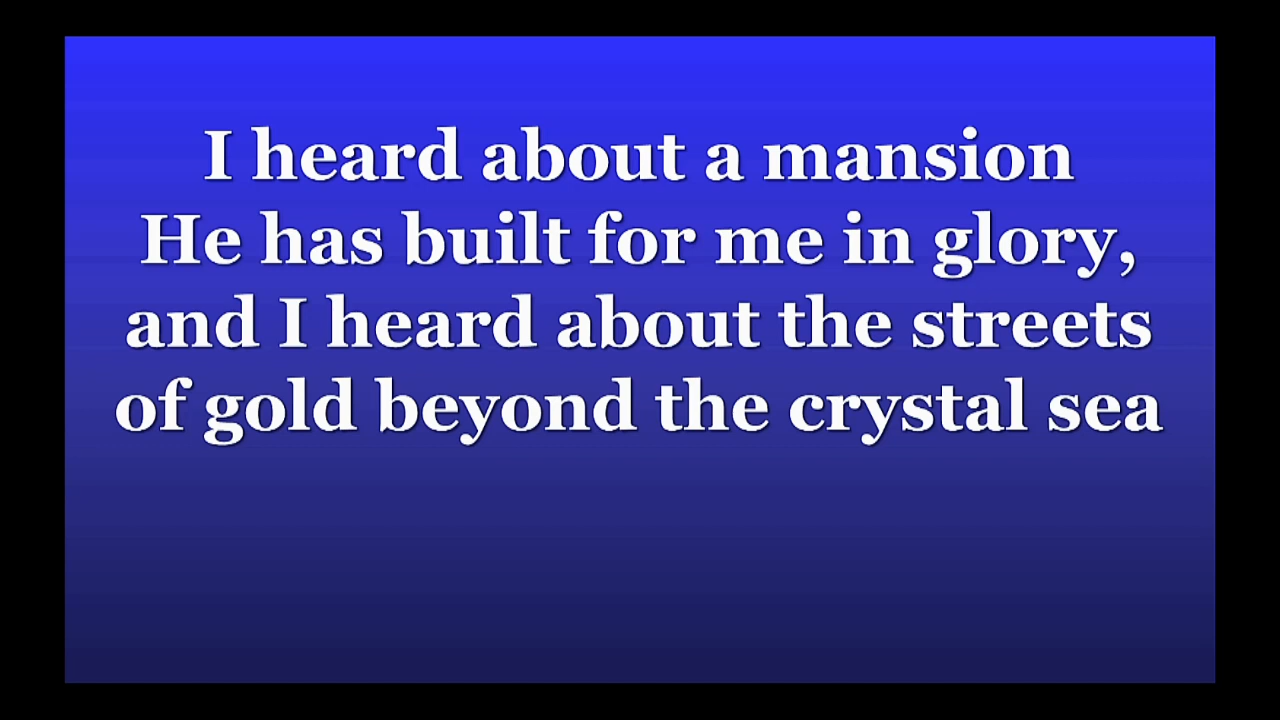 I heard about a mansion
He has built for me in glory,
and I heard about the streets
of gold beyond the crystal sea